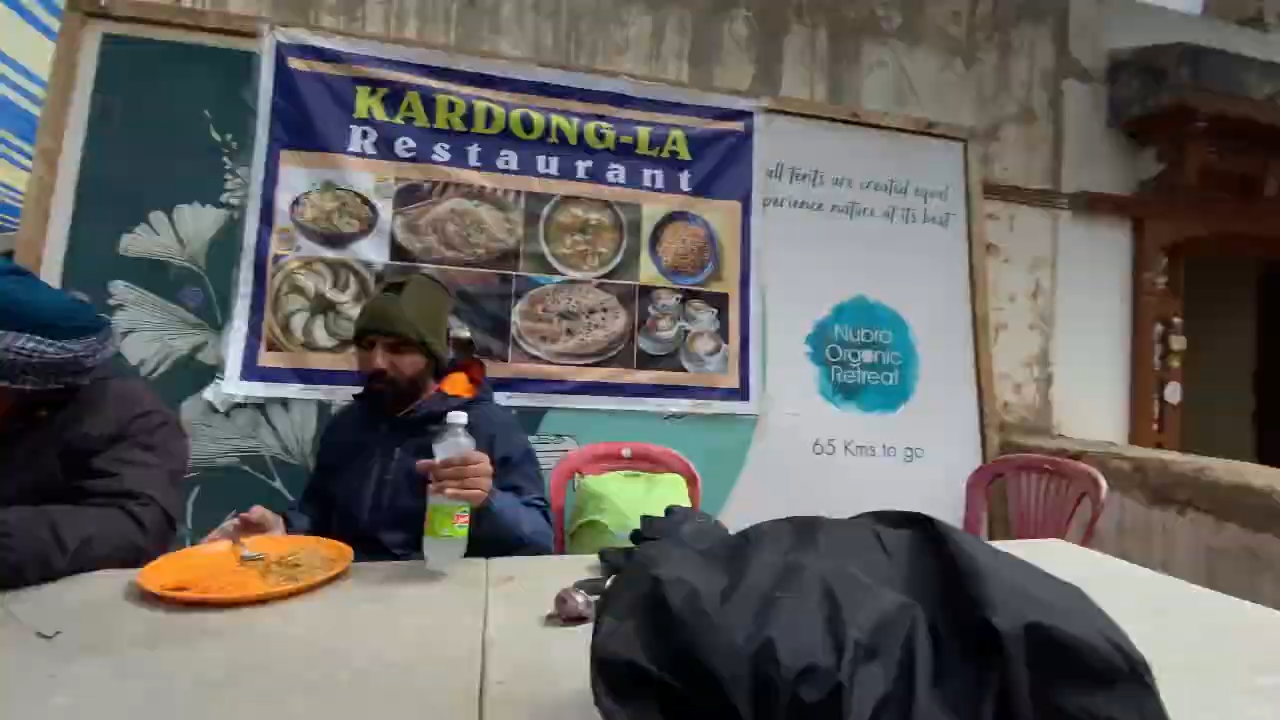 KARDONG-LA
Restaurant
all tents are created equal
perience nature at its best
Nubra
Organic
Retreat
65 Kms to go